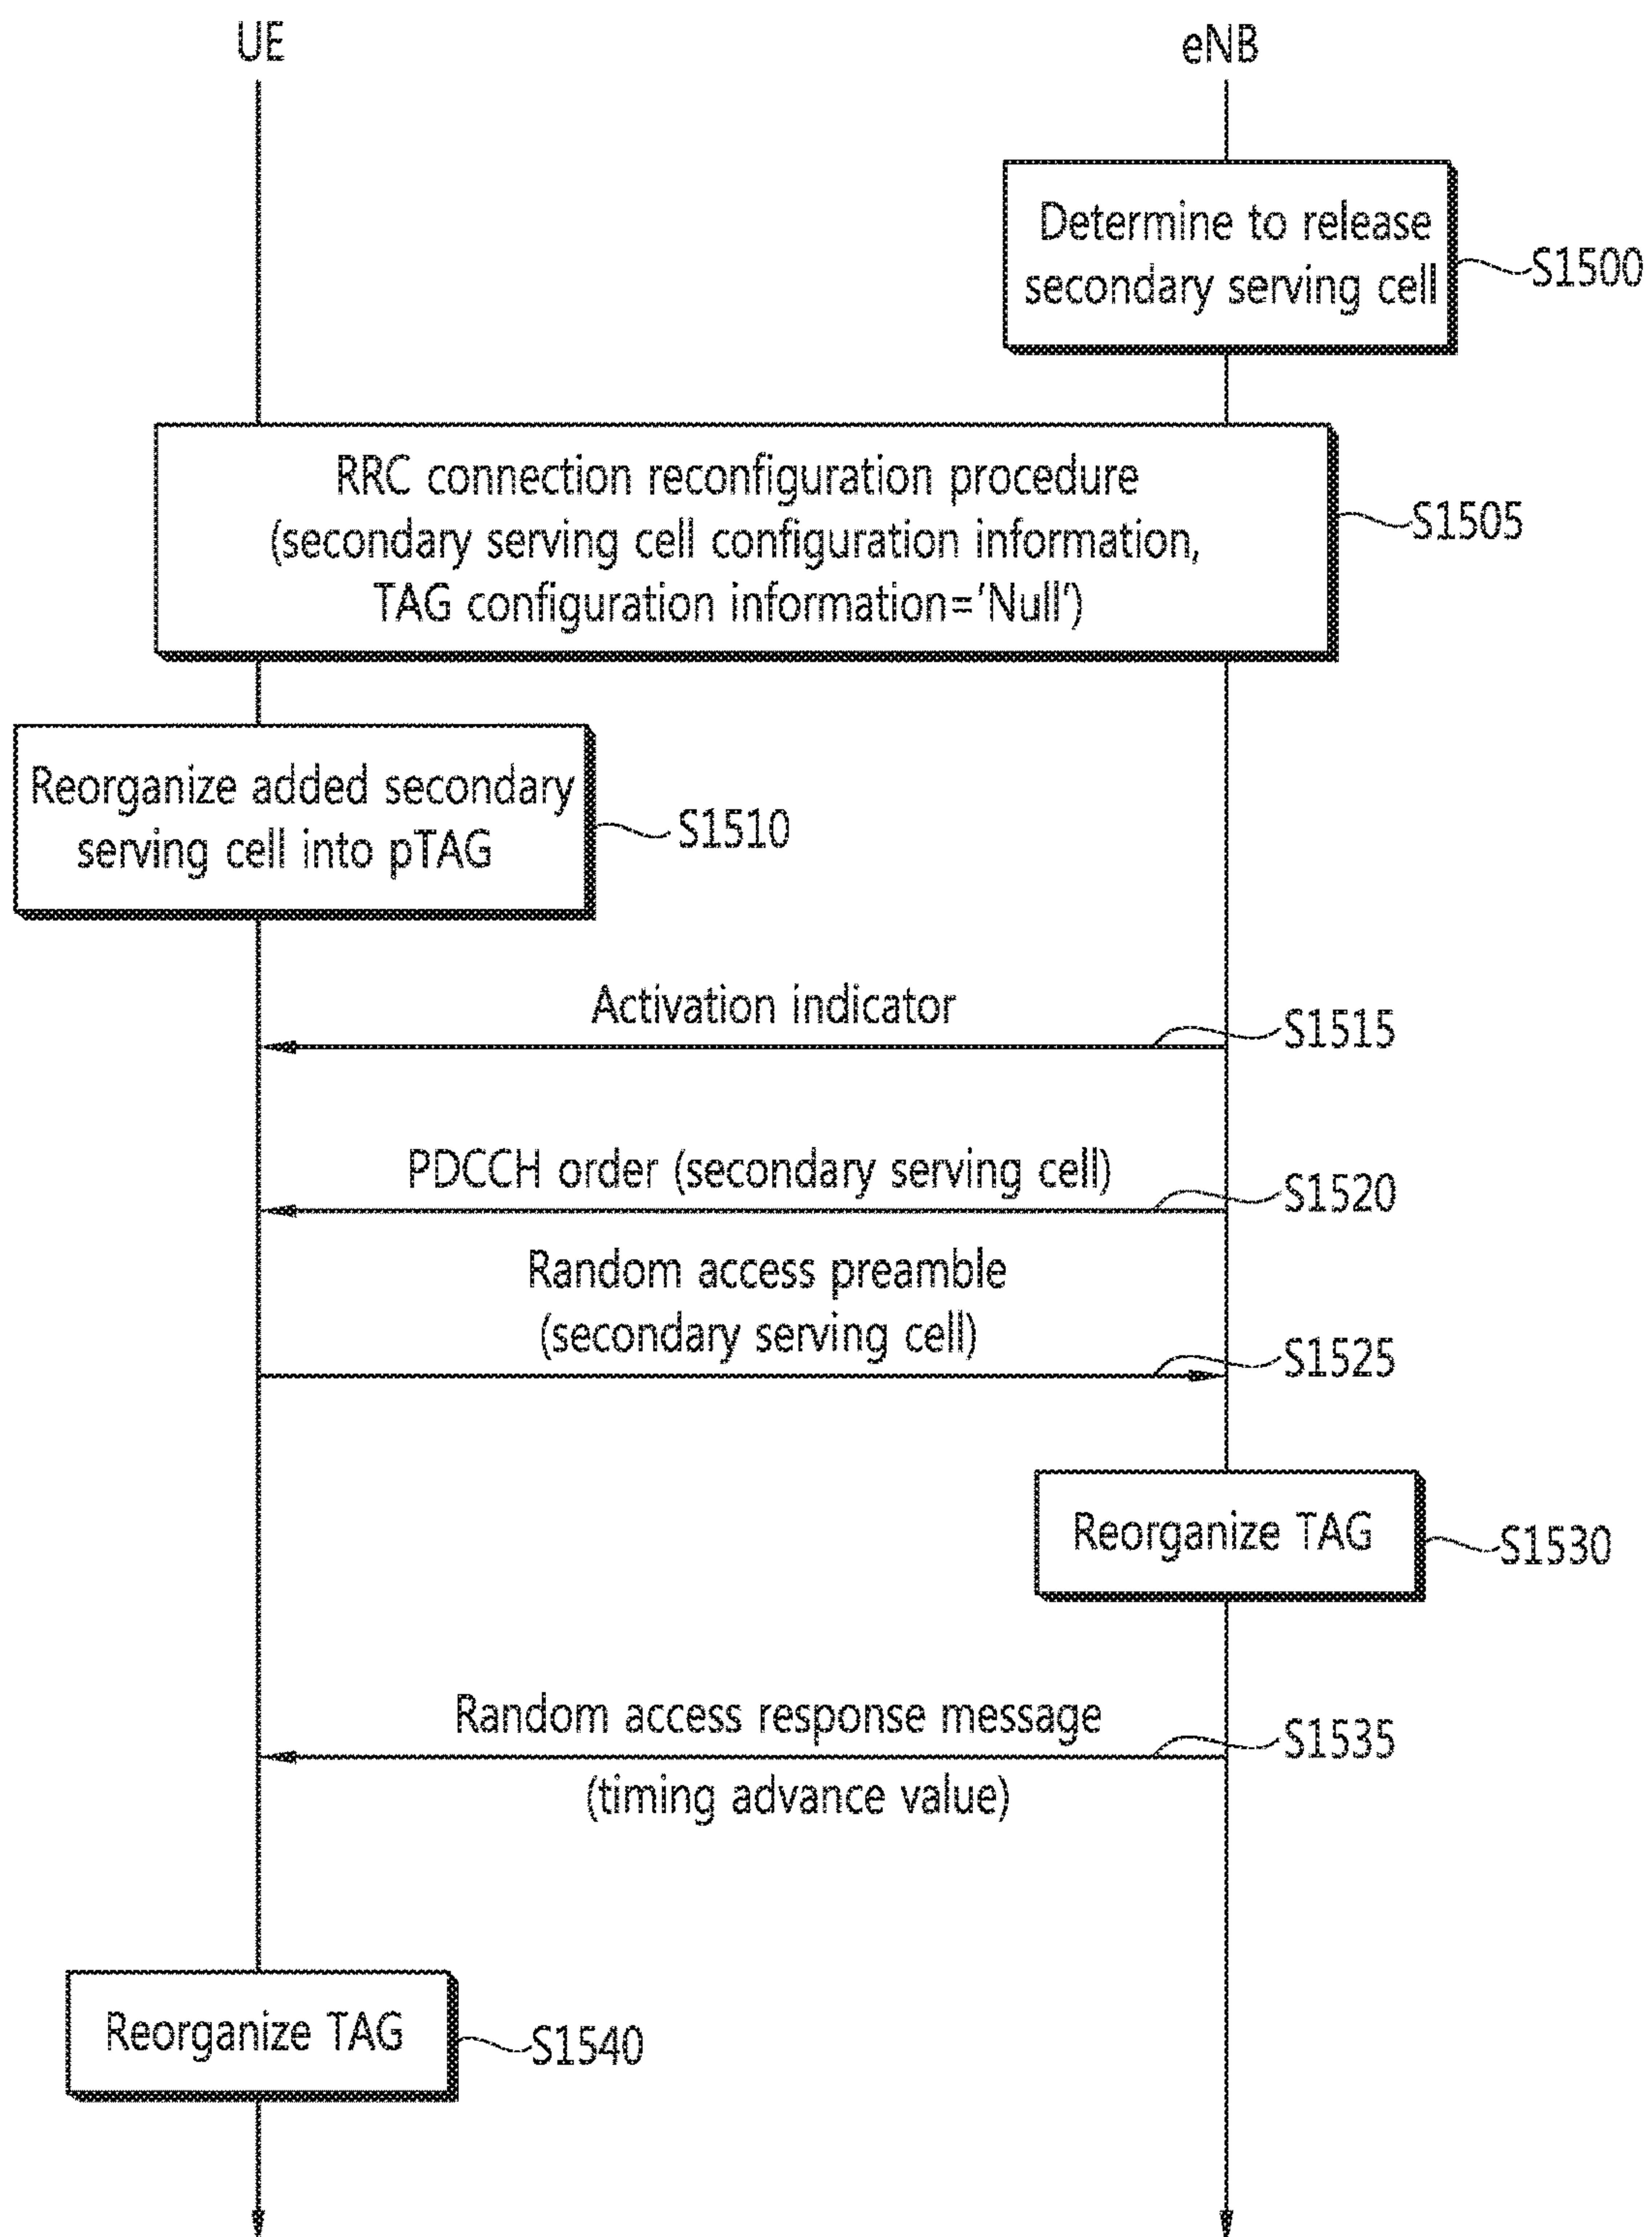 UE
eNB
Determine to release
secondary serving cell
S1500
RRC connection reconfiguration procedure
(secondary serving cell configuration information,
TAG configuration information='Null')
S1505
Reorganize added secondary
serving cell into pTAG
S1510
Activation indicator
S1515
PDCCH order (secondary serving cell)
S1520
Random access preamble
(secondary serving cell)
S1525
Reorganize TAG
S1530
Random access response message
S1535
(timing advance value)
Reorganize TAG
S1540